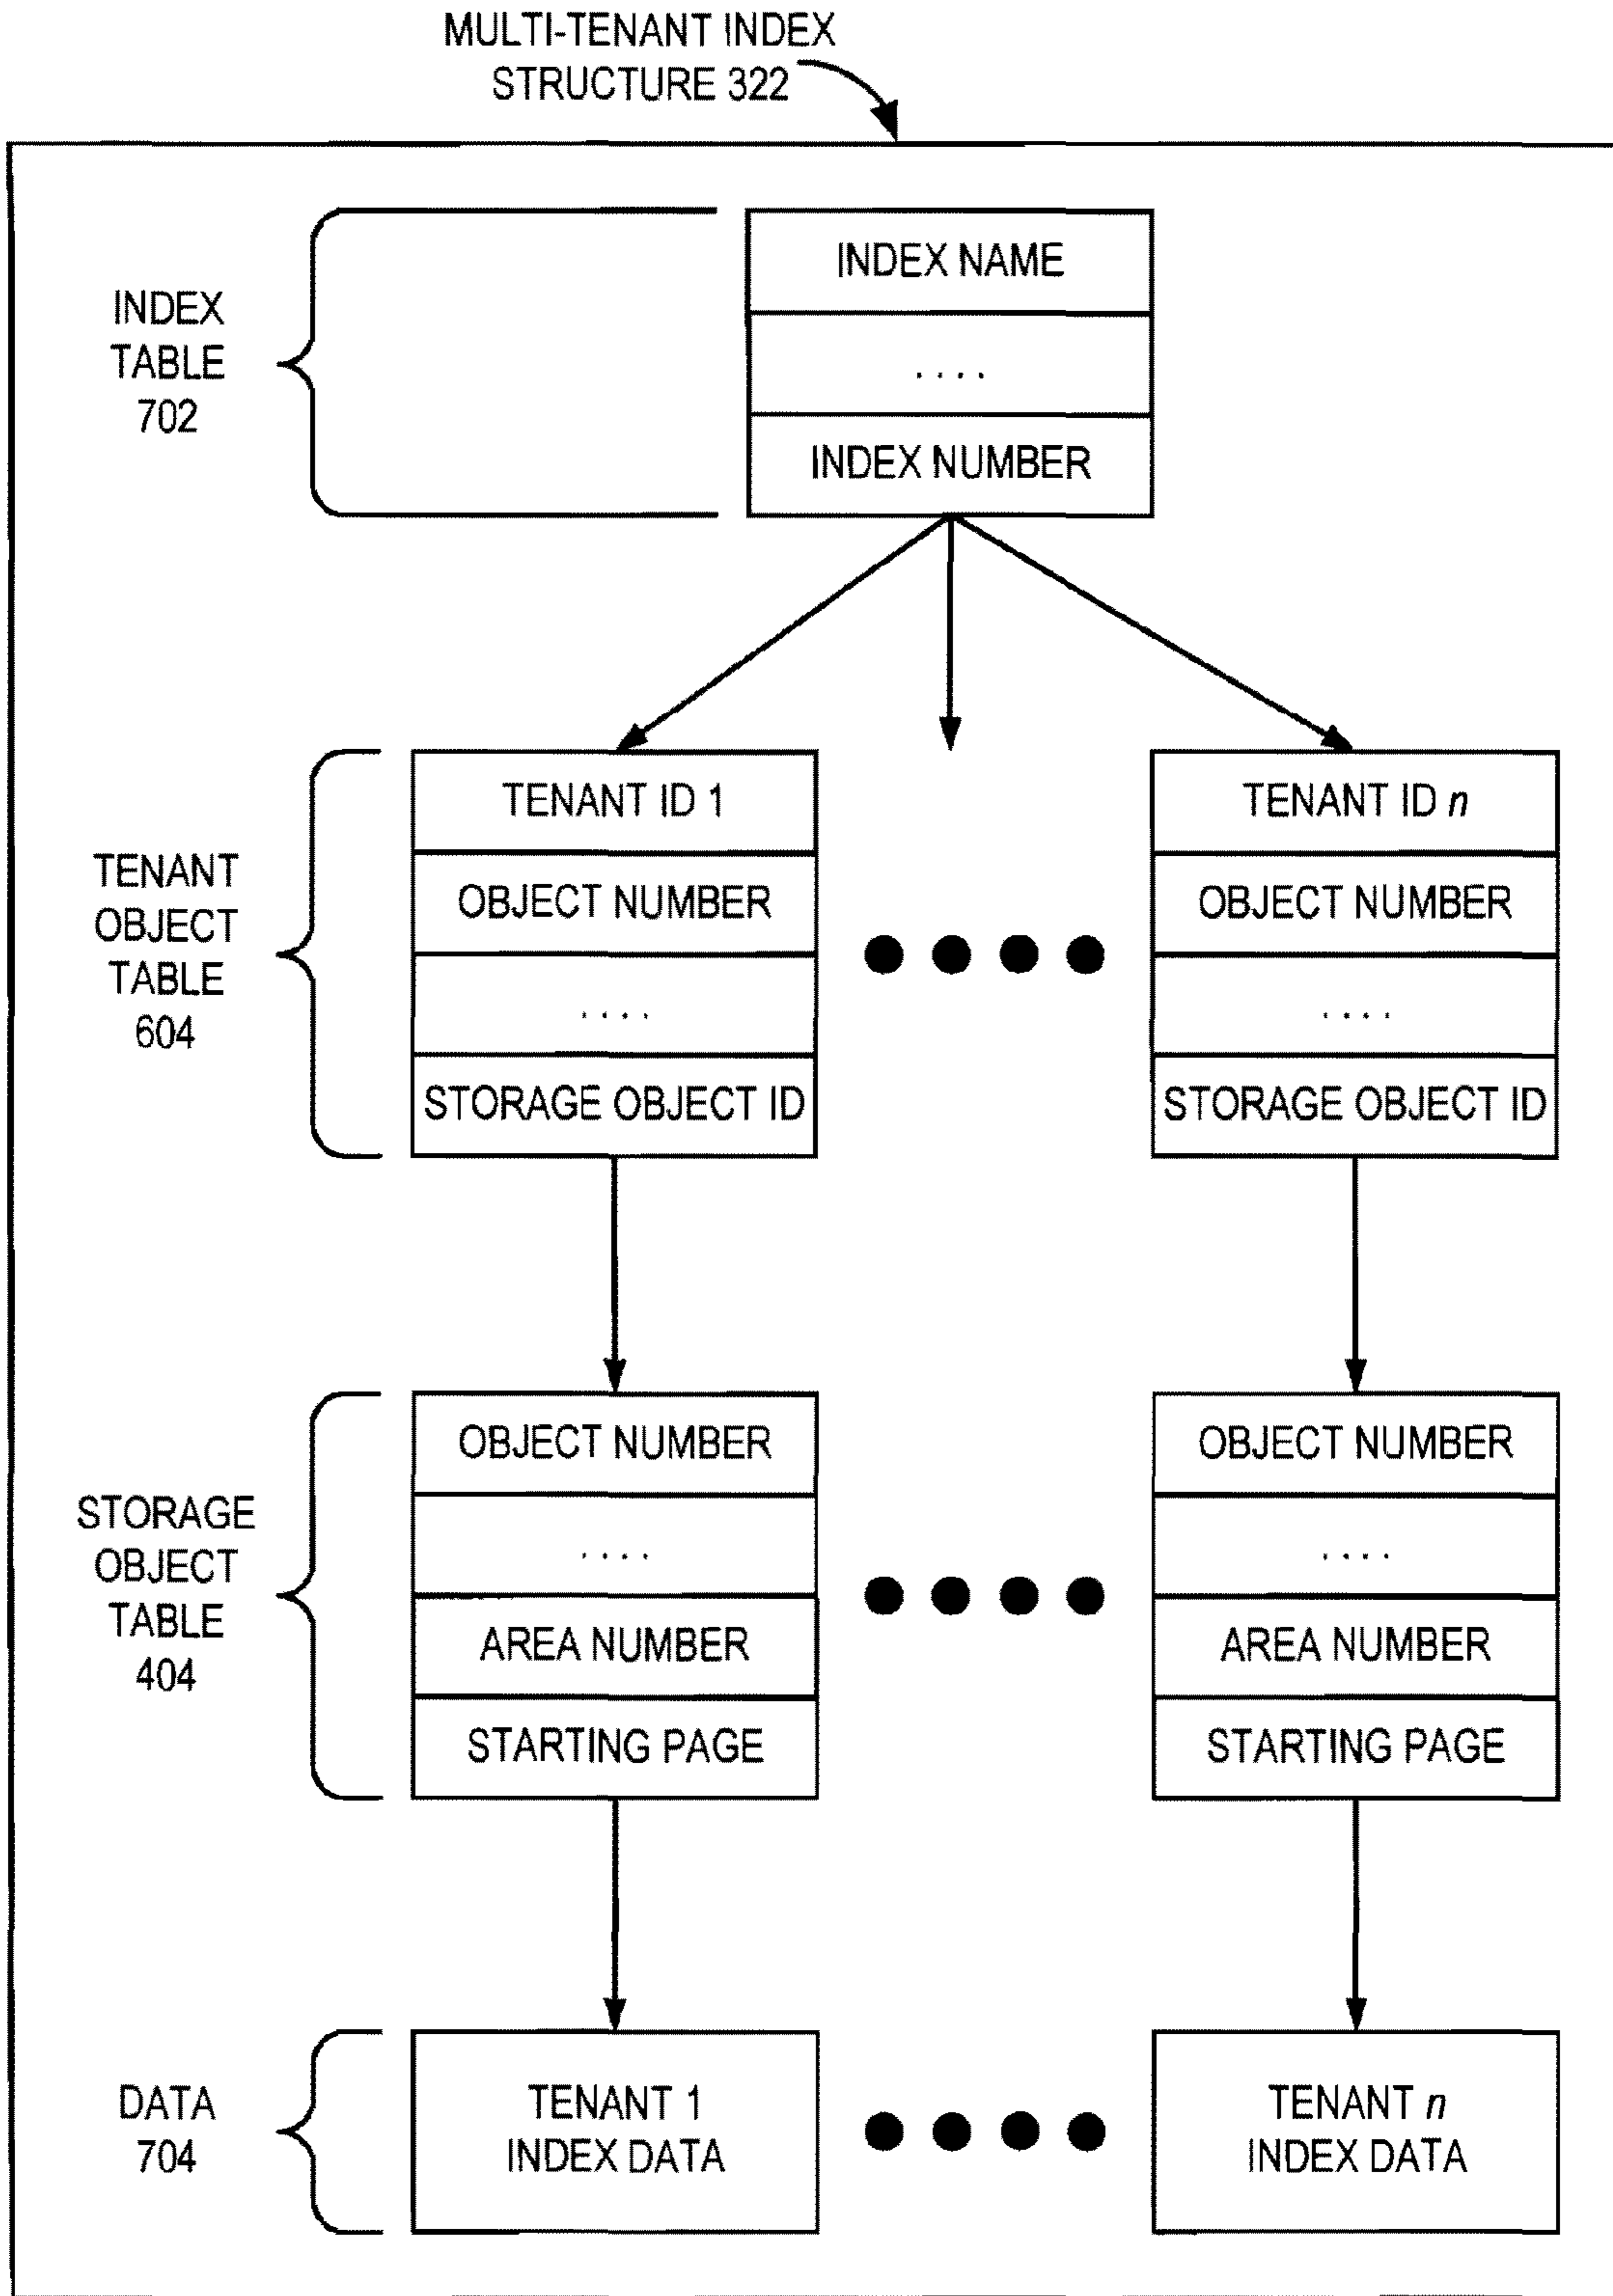 MULTI-TENANT INDEX
STRUCTURE 322
INDEX
TABLE
702
INDEX NAME
. . . .
INDEX NUMBER
TENANT
OBJECT
TABLE
604
TENANT ID 1
OBJECT NUMBER
. . . .
STORAGE OBJECT ID
TENANT ID n
OBJECT NUMBER
. . . .
STORAGE OBJECT ID
STORAGE
OBJECT
TABLE
404
OBJECT NUMBER
. . . .
AREA NUMBER
STARTING PAGE
OBJECT NUMBER
. . . .
AREA NUMBER
STARTING PAGE
DATA
704
TENANT 1
INDEX DATA
TENANT n
INDEX DATA